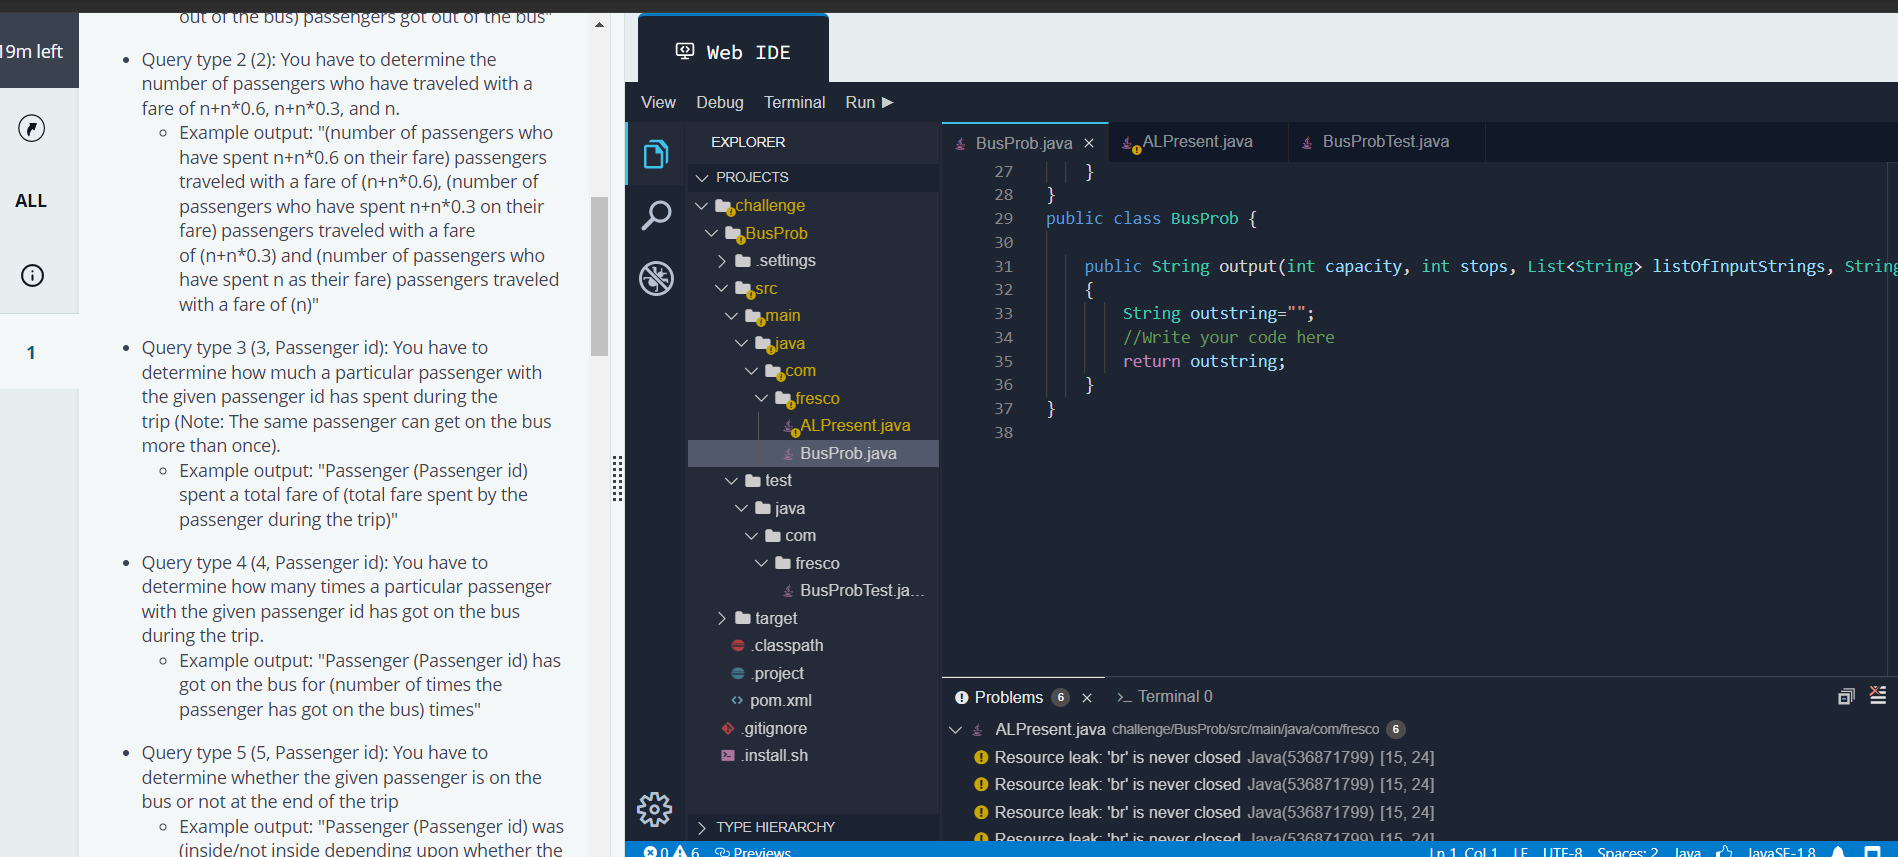 out of the bus) passengers got out of the bus"
19m left
Query type 2 (2): You have to determine the
number of passengers who have traveled with a
fare of n+n*0.6, n+n*0.3, and n.
Example output: "(number of passengers who
have spent n+n*0.6 on their fare) passengers
traveled with a fare of (n+n*0.6), (number of
passengers who have spent n+n*0.3 on their
fare) passengers traveled with a fare
of (n+n*0.3) and (number of passengers who
have spent n as their fare) passengers traveled
with a fare of (n)"
ALL
1
Query type 3 (3, Passenger id): You have to
determine how much a particular passenger with
the given passenger id has spent during the
trip (Note: The same passenger can get on the bus
more than once).
Example output: "Passenger (Passenger id)
spent a total fare of (total fare spent by the
passenger during the trip)"
Query type 4 (4, Passenger id): You have to
determine how many times a particular passenger
with the given passenger id has got on the bus
during the trip.
Example output: "Passenger (Passenger id) has
got on the bus for (number of times the
passenger has got on the bus) times"
Query type 5 (5, Passenger id): You have to
determine whether the given passenger is on the
bus or not at the end of the trip
Example output: "Passenger (Passenger id) was
(inside/not inside depending upon whether the
Web IDE
View Debug Terminal Run
EXPLORER
PROJECTS
challenge
BusProb
.settings
src
main
java
com
fresco
ALPresent.java
BusProb.java
test
java
com
fresco
BusProbTest.ja...
target
.classpath
.project
pom.xml
.gitignore
.install.sh
TYPE HIERARCHY
BusProb.java × ALPresent.java BusProbTest.java
27 }
28 }
29 public class BusProb {
30
31 public String output(int capacity, int stops, List<String> listOfInputStrings, String
32 {
33 String outstring="";
34 //Write your code here
35 return outstring;
36 }
37 }
38
Problems 6 × >_ Terminal 0
ALPresent.java challenge/BusProb/src/main/java/com/fresco 6
Resource leak: 'br' is never closed Java(536871799) [15, 24]
Resource leak: 'br' is never closed Java(536871799) [15, 24]
Resource leak: 'br' is never closed Java(536871799) [15, 24]
Resource leak: 'br' is never closed Java(536871799) [15, 24]
0 6 Previews Ln 1, Col 1 LF UTF-8 Spaces: 2 Java JavaSE-1.8